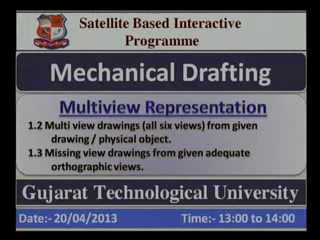 Satellite Based Interactive
Programme
Mechanical Drafting
Multiview Representation
1.2 Multi view drawings (all six views) from given
drawing / physical object.
1.3 Missing view drawings from given adequate
orthographic views.
Gujarat Technological University
Date:- 20/04/2013 Time:- 13:00 to 14:00